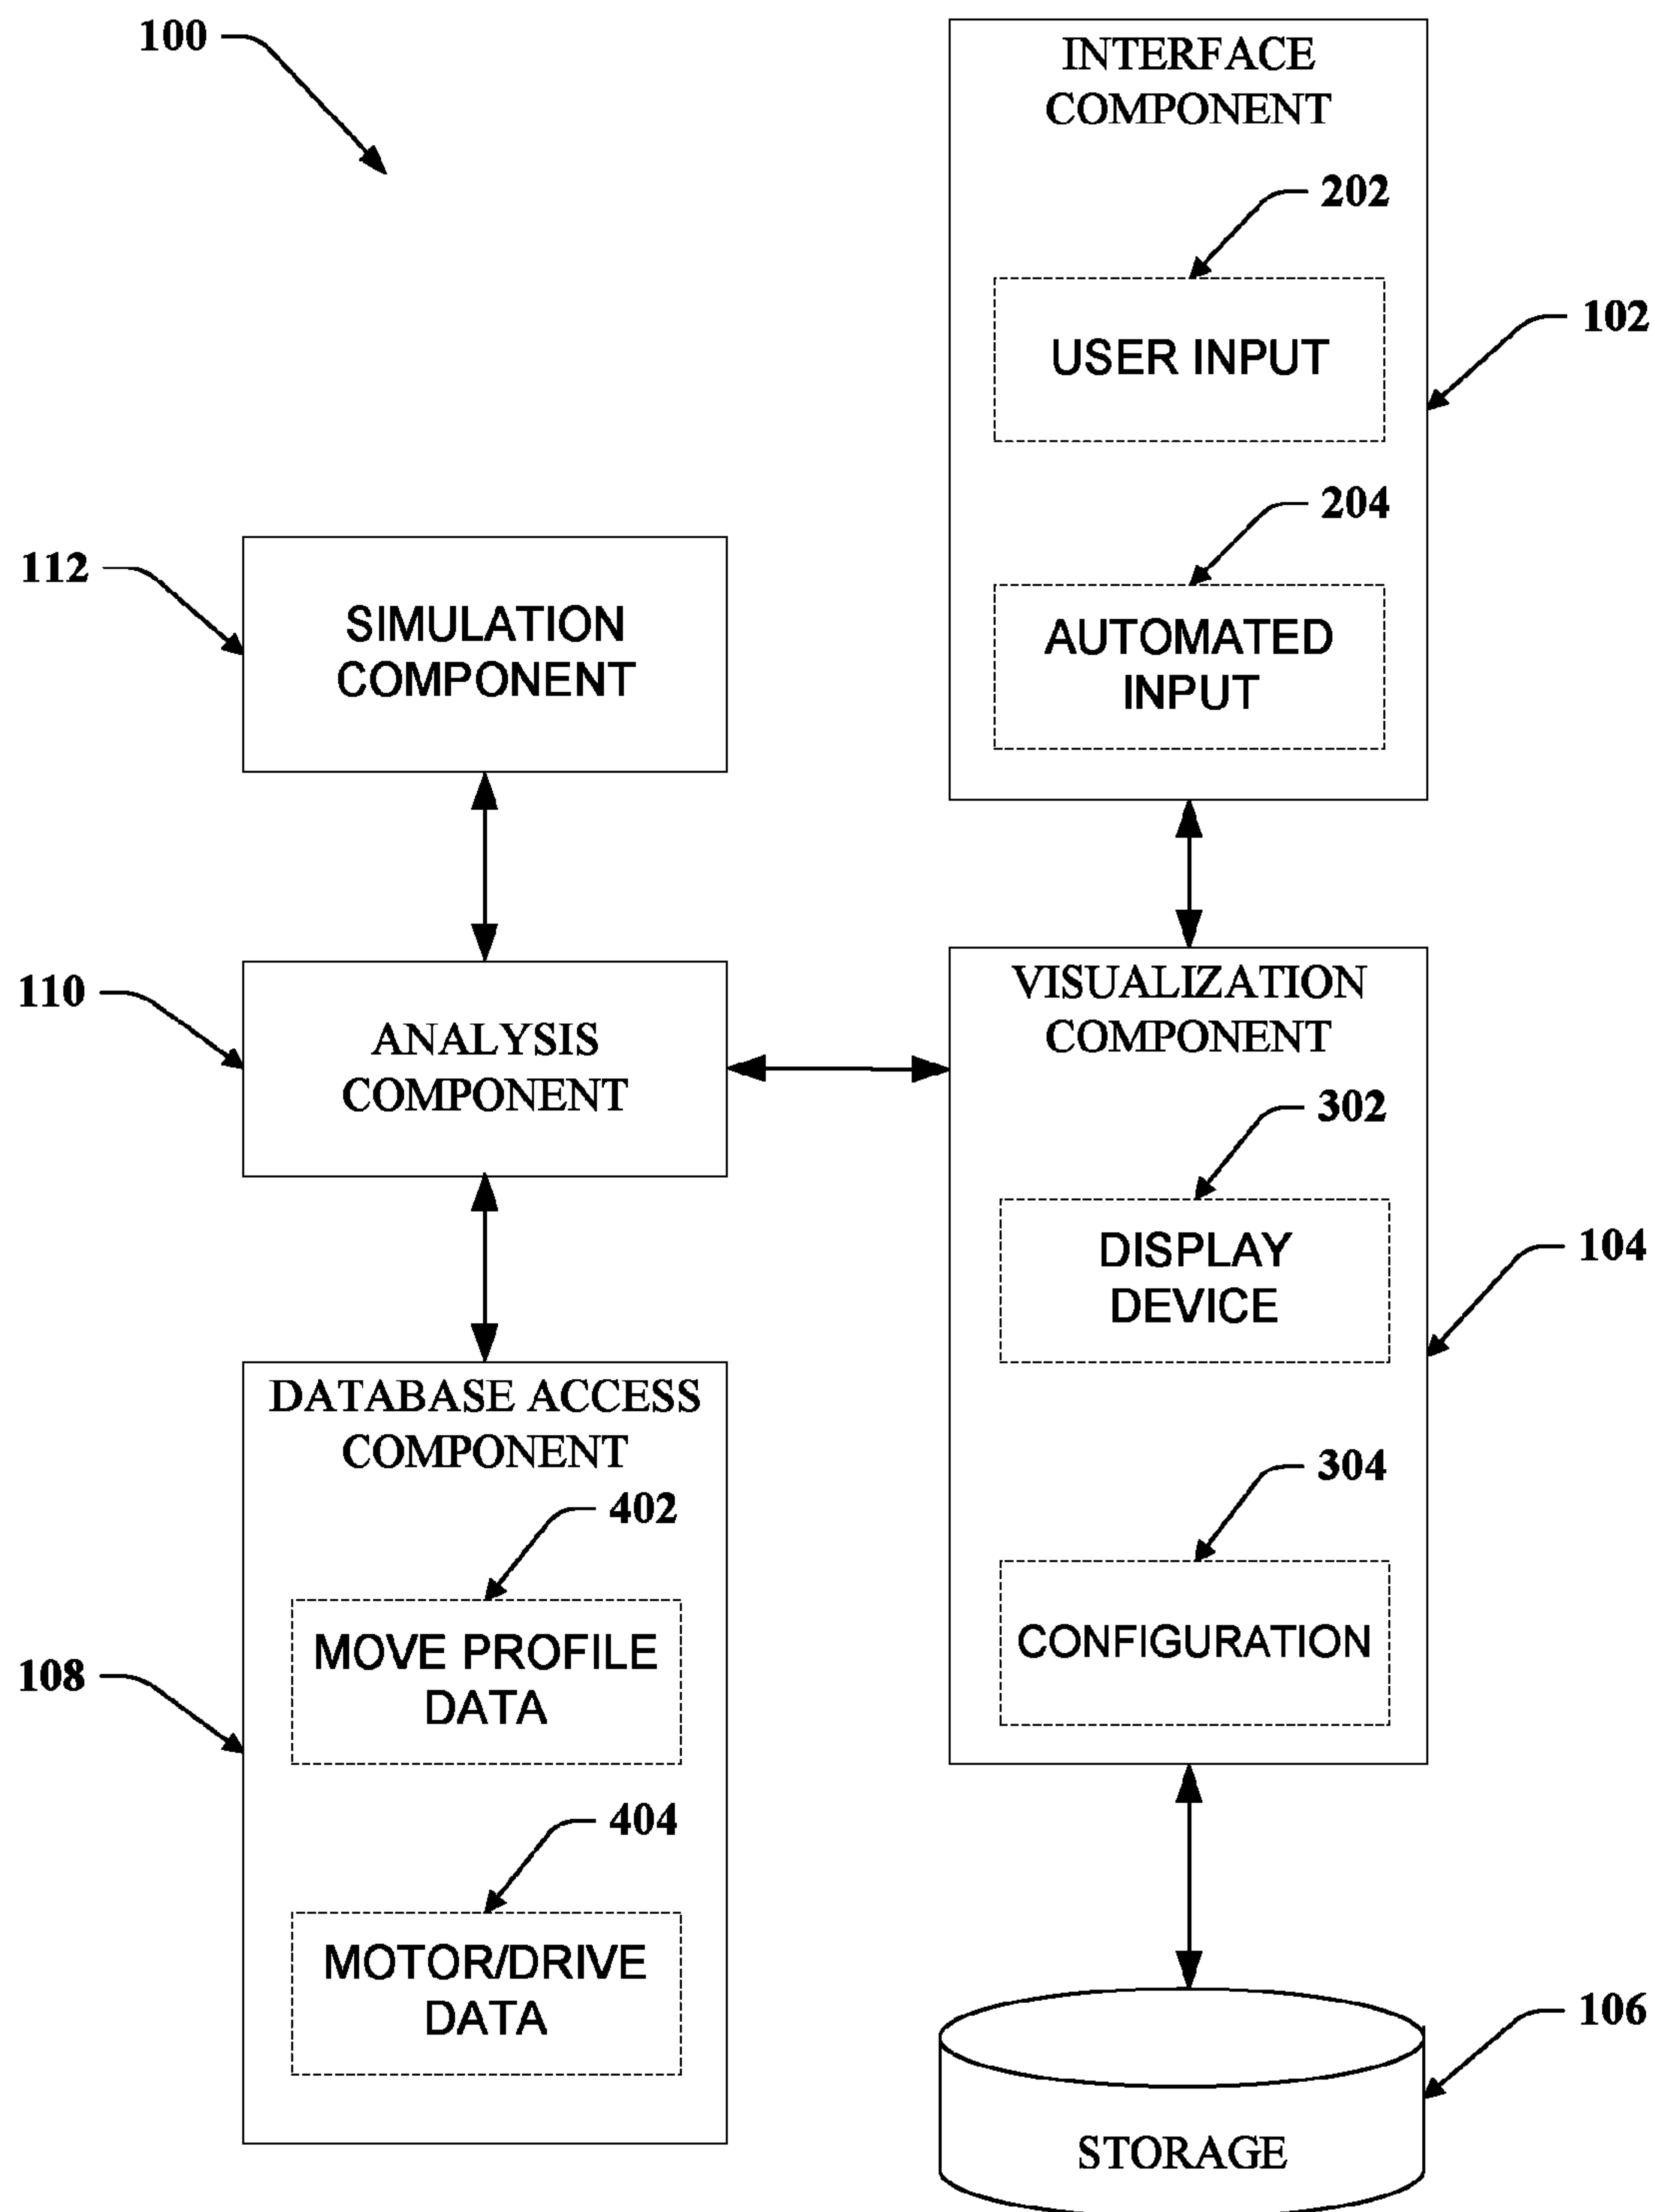 100
INTERFACE
COMPONENT
202
USER INPUT
102
204
AUTOMATED
INPUT
112
SIMULATION
COMPONENT
110
ANALYSIS
COMPONENT
VISUALIZATION
COMPONENT
302
DISPLAY
DEVICE
104
304
CONFIGURATION
DATABASE ACCESS
COMPONENT
402
MOVE PROFILE
DATA
108
404
MOTOR/DRIVE
DATA
106
STORAGE